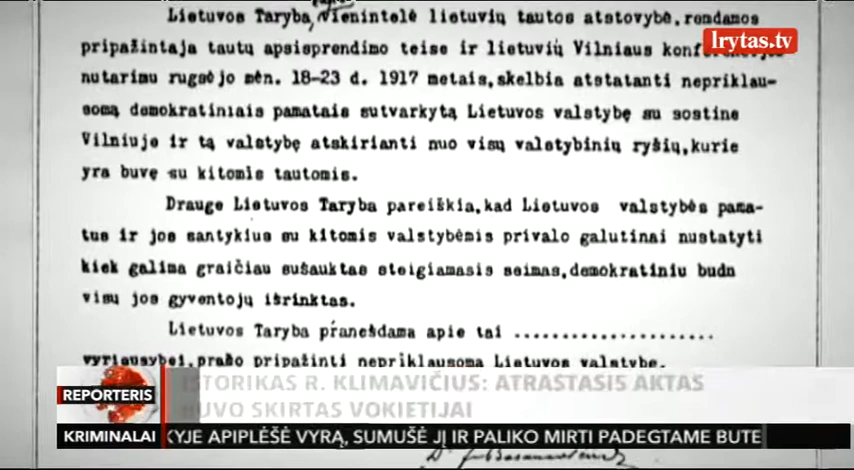 Lietuvos Taryba, vienintelė lietuvių tautos atstovybė, remdamos
lrytas.tv
pripažintąja tautų apsisprendimo teise ir lietuvių Vilniaus
nutarimu rugsėjo mėn. 18-23 d. 1917 metais, skelbia atstatanti nepriklau-
somą demokratiniais pamatais sutvarkytą Lietuvos valstybę su sostine
Vilniuje ir tą valstybę atskirianti nuo visų valstybinių ryšių, kurie
yra buvę su kitomis tautomis.
Drauge Lietuvos Taryba pareiškia, kad Lietuvos valstybės pama-
tus ir jos santykius su kitomis valstybėmis privalo galutinai nustatyti
kiek galima graičiau sušauktas steigiamasis seimas, demokratiniu budu
visų jos gyventojų išrinktas.
Lietuvos Taryba pranešdama apie tai ......................
vyriausybei, prašo pripažinti nepriklausomą Lietuvos valstybę.
ISTORIKAS R. KLIMAVIČIUS: ATRASTASIS AKTAS
BUVO SKIRTAS VOKIETIJAI
REPORTERIS
KRIMINALAI
KYJE APIPLĖŠĖ VYRĄ, SUMUŠĖ JĮ IR PALIKO MIRTI PADEGTAME BUTE
Dr J. Basanavičius